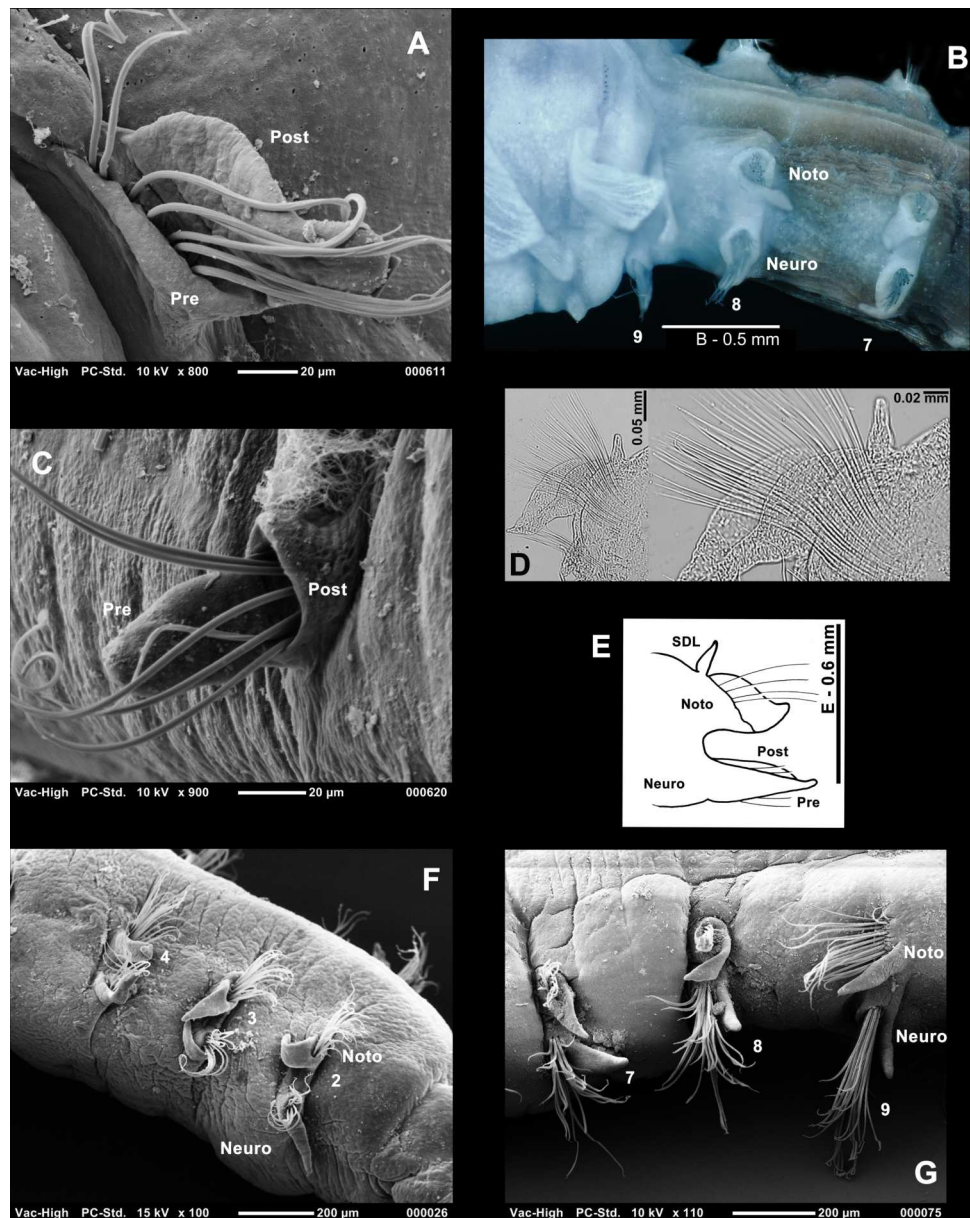 A
Post
Pre
Vac-High PC-Std. 10 kV x 800 20 μm 000611
B
Noto
Neuro
9
8
7
B - 0.5 mm
C
Pre
Post
Vac-High PC-Std. 10 kV x 900 20 μm 000620
D
0.05 mm
0.02 mm
E
SDL
Noto
Post
Neuro
Pre
E - 0.6 mm
F
4
3
Noto
2
Neuro
Vac-High PC-Std. 15 kV x 100 200 μm 000026
Noto
Neuro
7
8
9
G
Vac-High PC-Std. 10 kV x 110 200 μm 000075